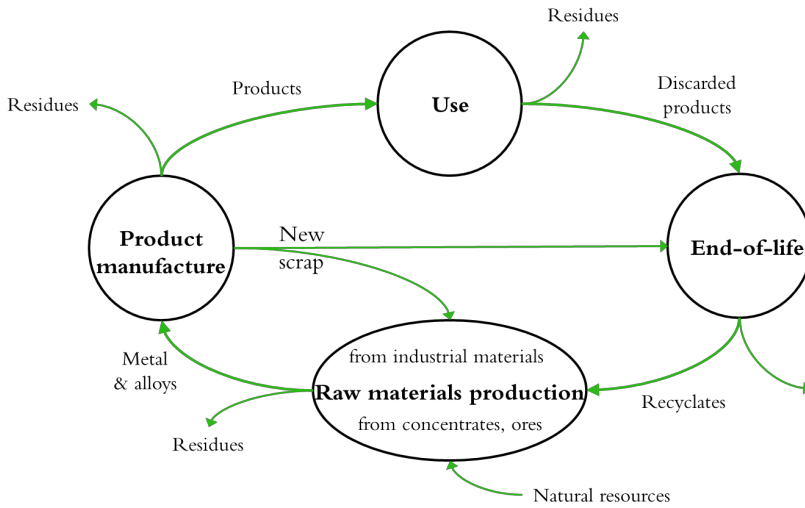 Residues
Products
Use
Discarded
products
Residues
Product
manufacture
New
scrap
End-of-life
from industrial materials
Raw materials production
from concentrates, ores
Metal
& alloys
Recyclates
Residues
Natural resources